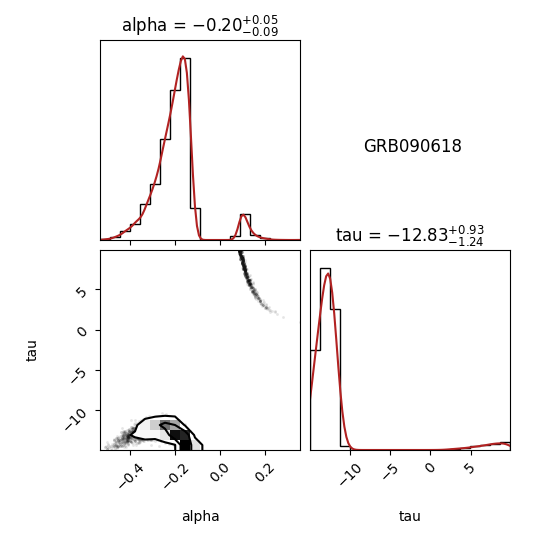 alpha = −0.20+0.05−0.09
GRB090618
tau = −12.83+0.93−1.24
tau
5
0
−5
−10
−0.4 −0.2 0.0 0.2
−10 −5 0 5
alpha tau